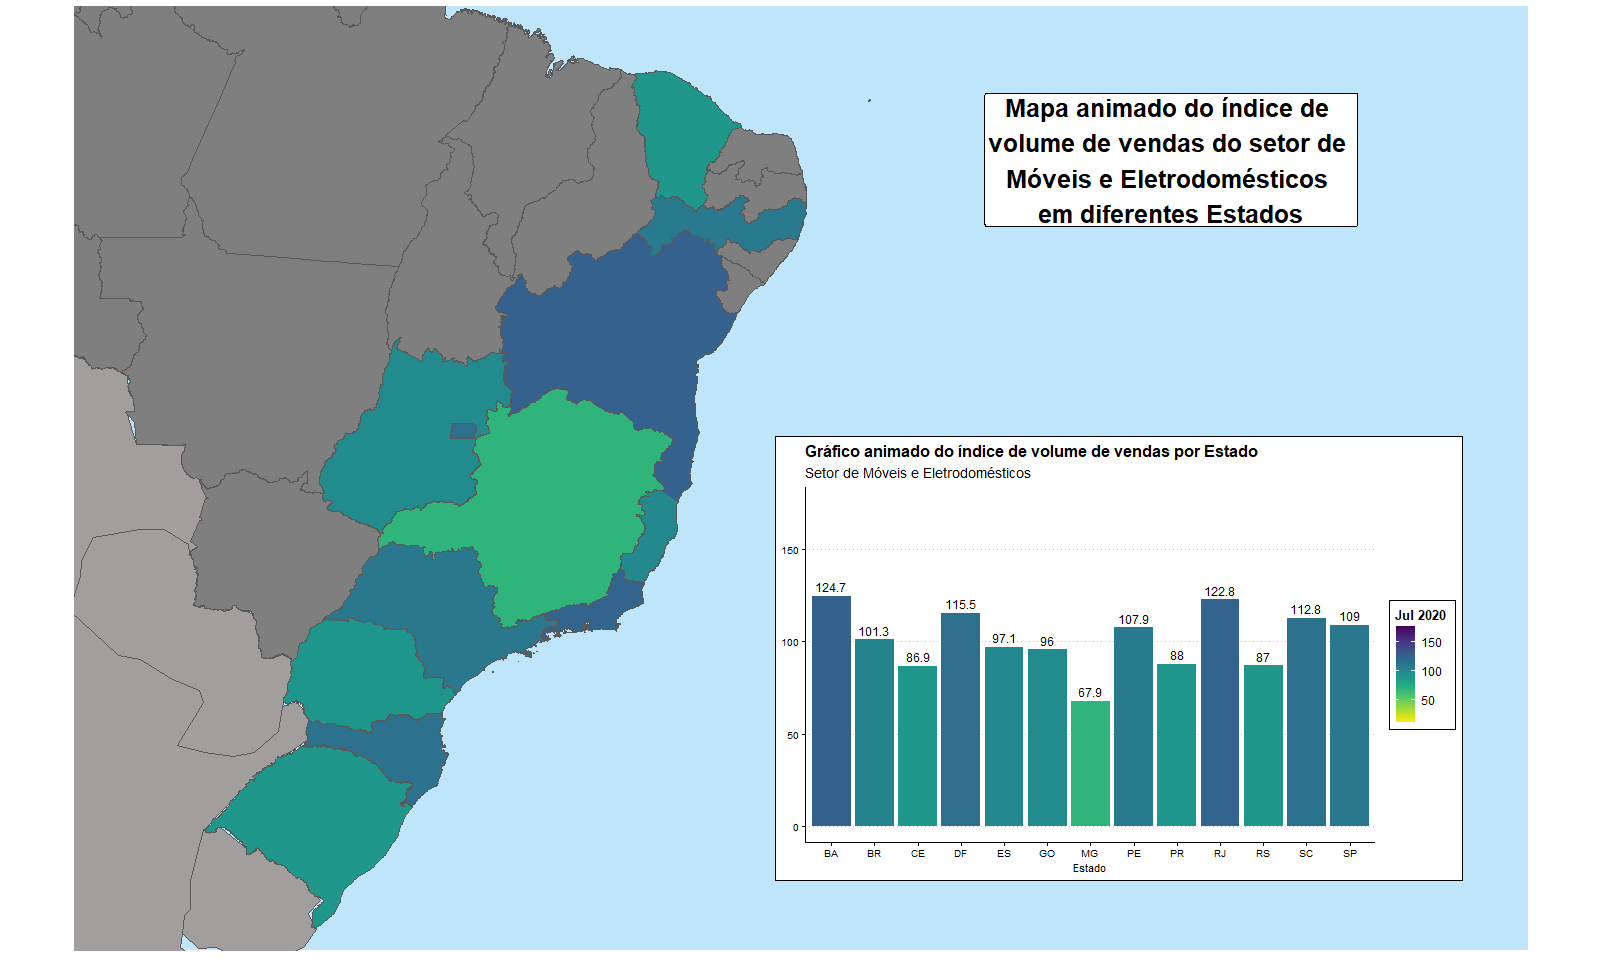 Mapa animado do índice de
volume de vendas do setor de
Móveis e Eletrodomésticos
em diferentes Estados
Gráfico animado do índice de volume de vendas por Estado
Setor de Móveis e Eletrodomésticos
150
100
50
0
124.7
101.3
86.9
115.5
97.1
96
67.9
107.9
88
122.8
87
112.8
109
BA BR CE DF ES GO MG PE PR RJ RS SC SP
Estado
Jul 2020
150
100
50